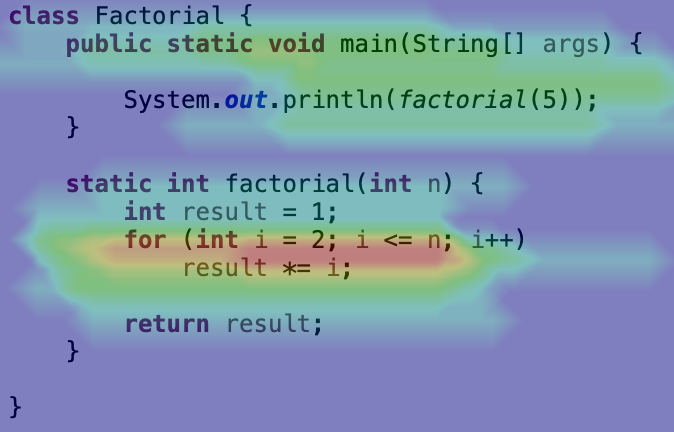 class Factorial {
    public static void main(String[] args) {
        System.out.println(factorial(5));
    }
    static int factorial(int n) {
        int result = 1;
        for (int i = 2; i <= n; i++)
            result *= i;
        return result;
    }
}